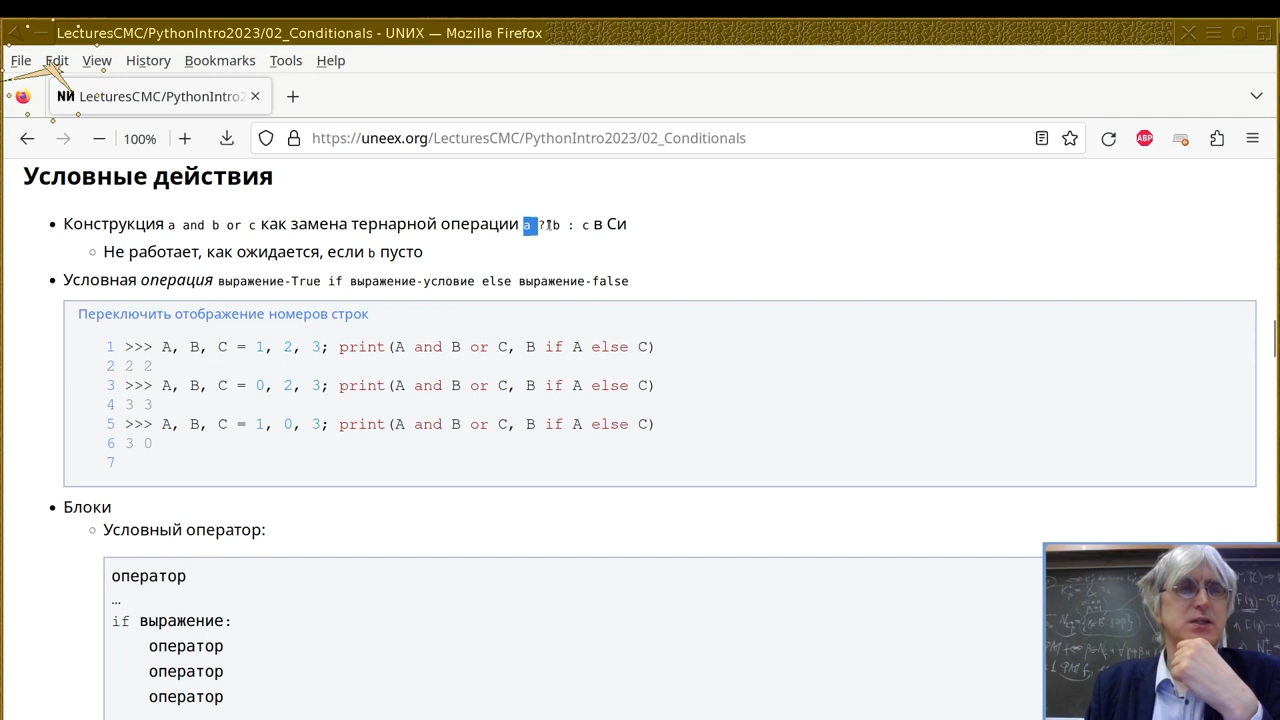 LecturesCMC/PythonIntro2023/02_Conditionals - UNИX — Mozilla Firefox
File Edit View History Bookmarks Tools Help
NИ LecturesCMC/PythonIntro2
100% https://uneex.org/LecturesCMC/PythonIntro2023/02_Conditionals ABP
Условные действия
Конструкция a and b or c как замена тернарной операции a ? b : c в Си
Не работает, как ожидается, если b пусто
Условная операция выражение-True if выражение-условие else выражение-false
Переключить отображение номеров строк
1 >>> A, B, C = 1, 2, 3; print(A and B or C, B if A else C)
2 2 2
3 >>> A, B, C = 0, 2, 3; print(A and B or C, B if A else C)
4 3 3
5 >>> A, B, C = 1, 0, 3; print(A and B or C, B if A else C)
6 3 0
7
Блоки
Условный оператор:
оператор
…
if выражение:
оператор
оператор
оператор